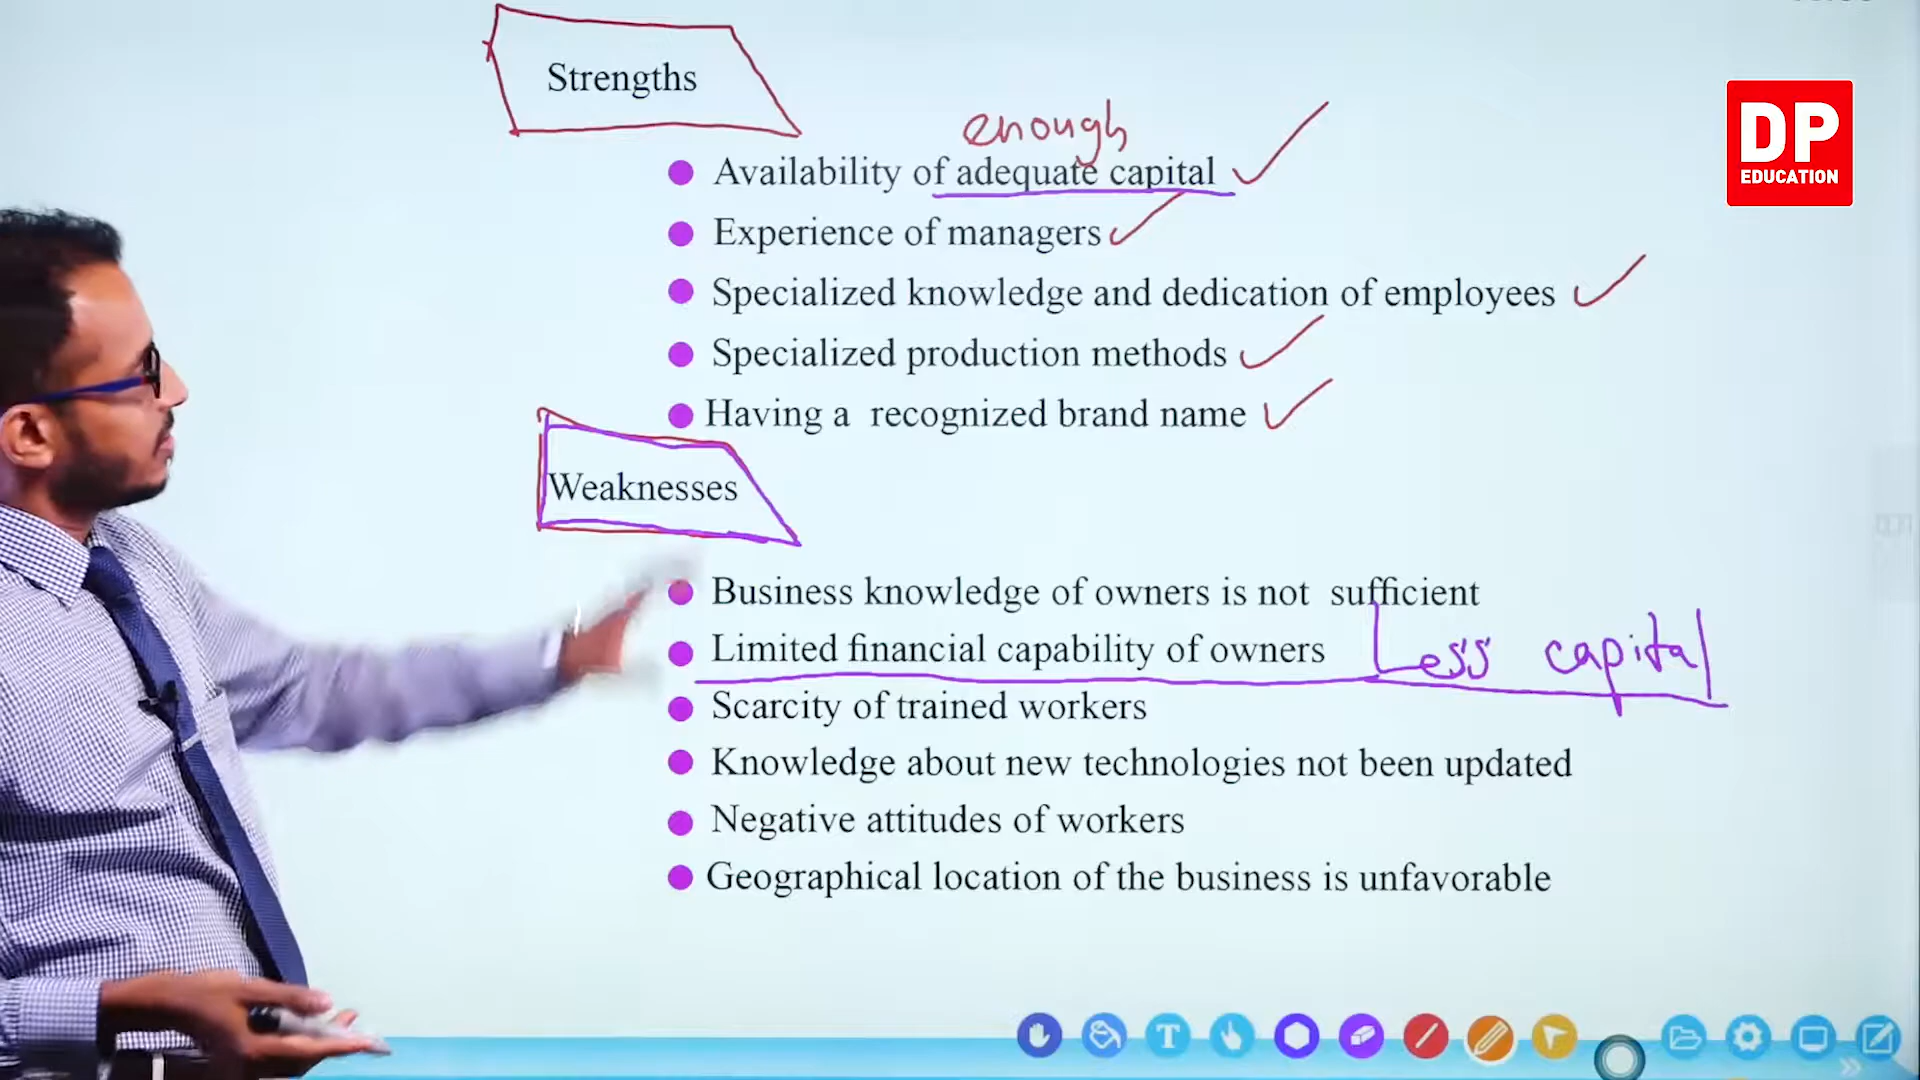 Strengths
DP
EDUCATION
enough
Availability of adequate capital
Experience of managers
Specialized knowledge and dedication of employees
Specialized production methods
Having a recognized brand name
Weaknesses
Business knowledge of owners is not sufficient
Limited financial capability of owners Less capital
Scarcity of trained workers
Knowledge about new technologies not been updated
Negative attitudes of workers
Geographical location of the business is unfavorable
T